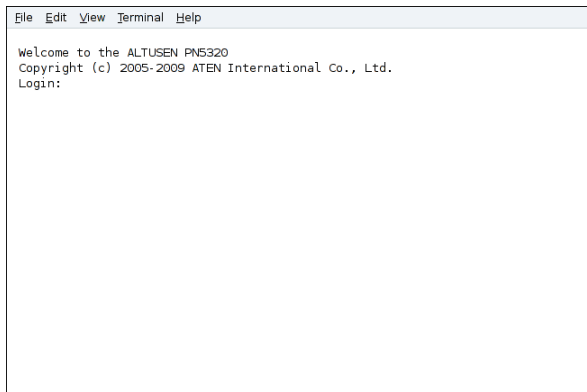 File Edit View Terminal Help
Welcome to the ALTUSEN PN5320
Copyright (c) 2005-2009 ATEN International Co., Ltd.
Login: